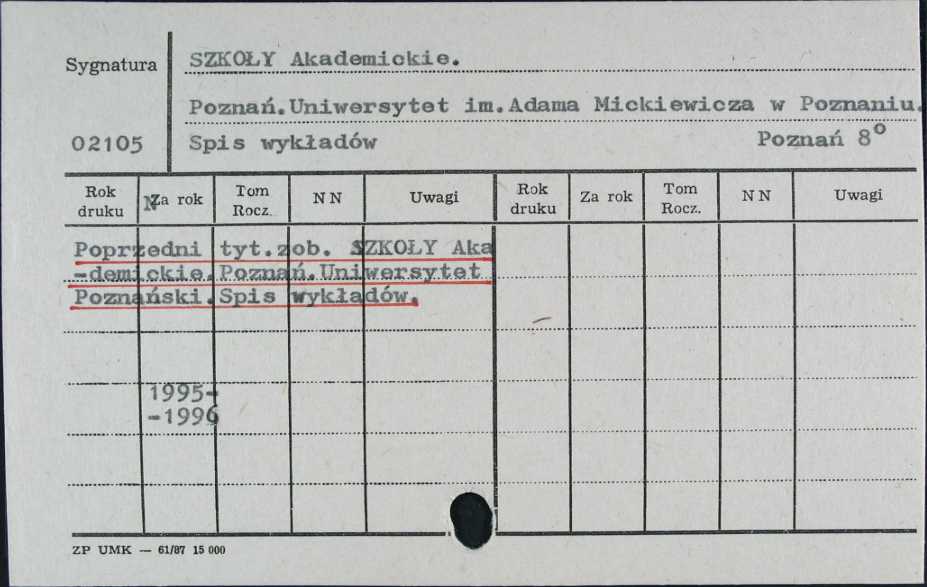 Sygnatura
SZKOŁY Akademickie.
Poznań.Uniwersytet im.Adama Mickiewicza w Poznaniu.
02105 Spis wykładów Poznań 8°
Rok druku Za rok Tom Rocz. N N Uwagi Rok druku Za rok Tom Rocz. N N Uwagi
Poprzedni tyt.zob. SZKOŁY Aka
-demickie.Poznań.Uniwersytet
Poznański.Spis wykładów.
1995-
-1996
ZP UMK — 61/87 15 000